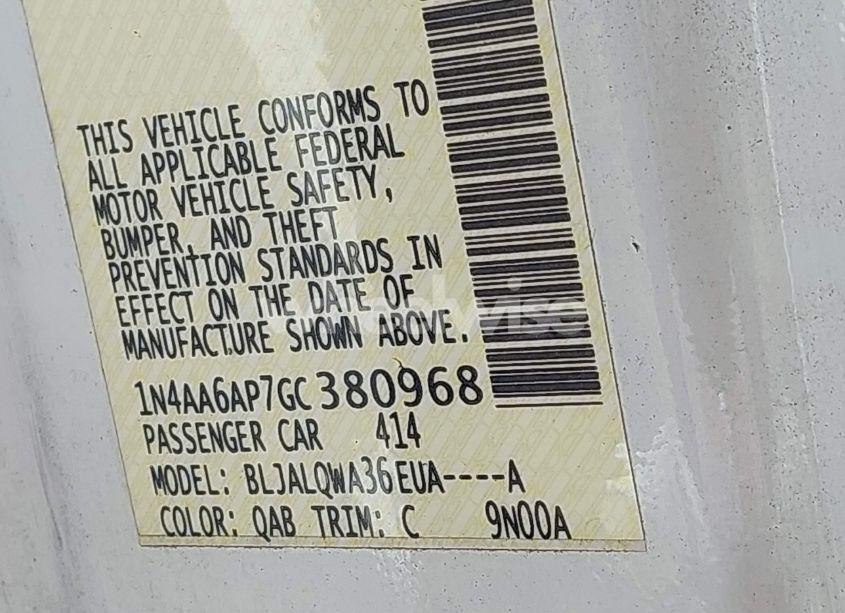 THIS VEHICLE CONFORMS TO
ALL APPLICABLE FEDERAL
MOTOR VEHICLE SAFETY,
BUMPER, AND THEFT
PREVENTION STANDARDS IN
EFFECT ON THE DATE OF
MANUFACTURE SHOWN ABOVE.
1N4AA6AP7GC380968
PASSENGER CAR 414
MODEL: BLJALQWA36EUA----A
COLOR: QAB TRIM: C 9N00A